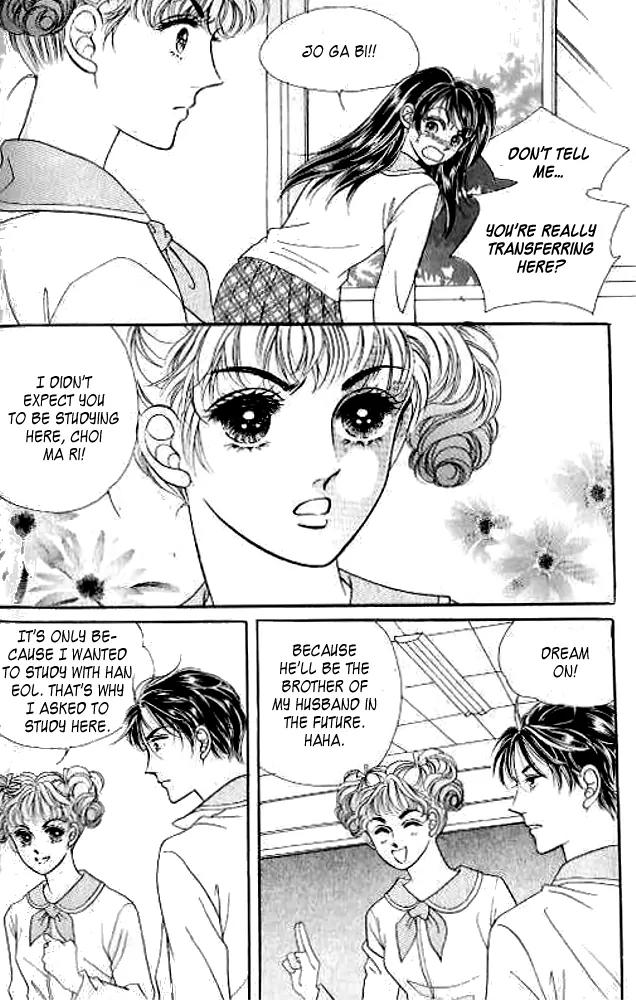 JO GA BI!!
DON'T TELL
ME...
YOU'RE REALLY
TRANSFERRING
HERE?
I DIDN'T
EXPECT YOU
TO BE STUDYING
HERE, CHOI
MA RI!
IT'S ONLY BE-
CAUSE I WANTED
TO STUDY WITH HAN
EOL. THAT'S WHY
I ASKED TO
STUDY HERE.
BECAUSE
HE'LL BE THE
BROTHER OF
MY HUSBAND IN
THE FUTURE.
HAHA.
DREAM
ON!